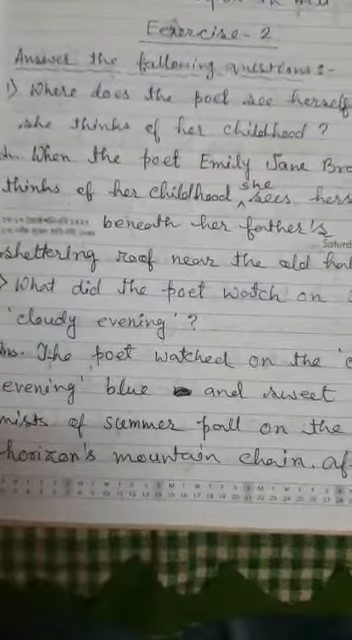 Exercise - 2
Answer the following questions :-
1) Where does the poet see herself
she thinks of her childhood ?
When the poet Emily Jane Bro
thinks of her childhood she sees hers
beneath her father's
Saturd
sheltering roof near the old hal
What did the poet watch on
'cloudy evening' ?
Ans. The poet watched on the 'c
evening' blue and sweet
mists of summer fall on the
horizon's mountain chain. af